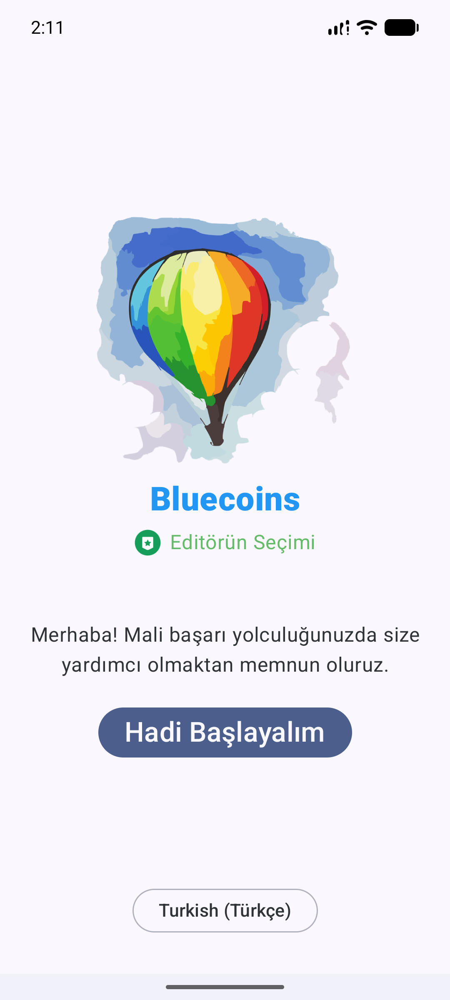 2:11
Bluecoins
Editörün Seçimi
Merhaba! Mali başarı yolculuğunuzda size
yardımcı olmaktan memnun oluruz.
Hadi Başlayalım
Turkish (Türkçe)